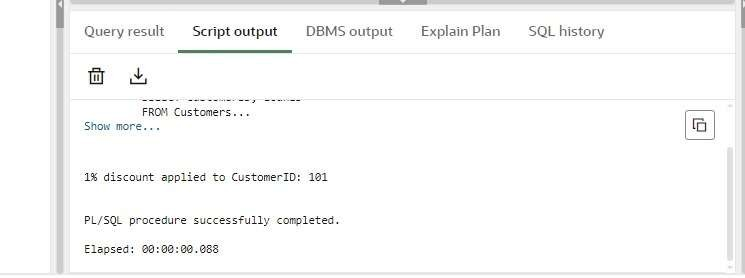 Query result Script output DBMS output Explain Plan SQL history
FROM Customers...
Show more...
1% discount applied to CustomerID: 101
PL/SQL procedure successfully completed.
Elapsed: 00:00:00.088